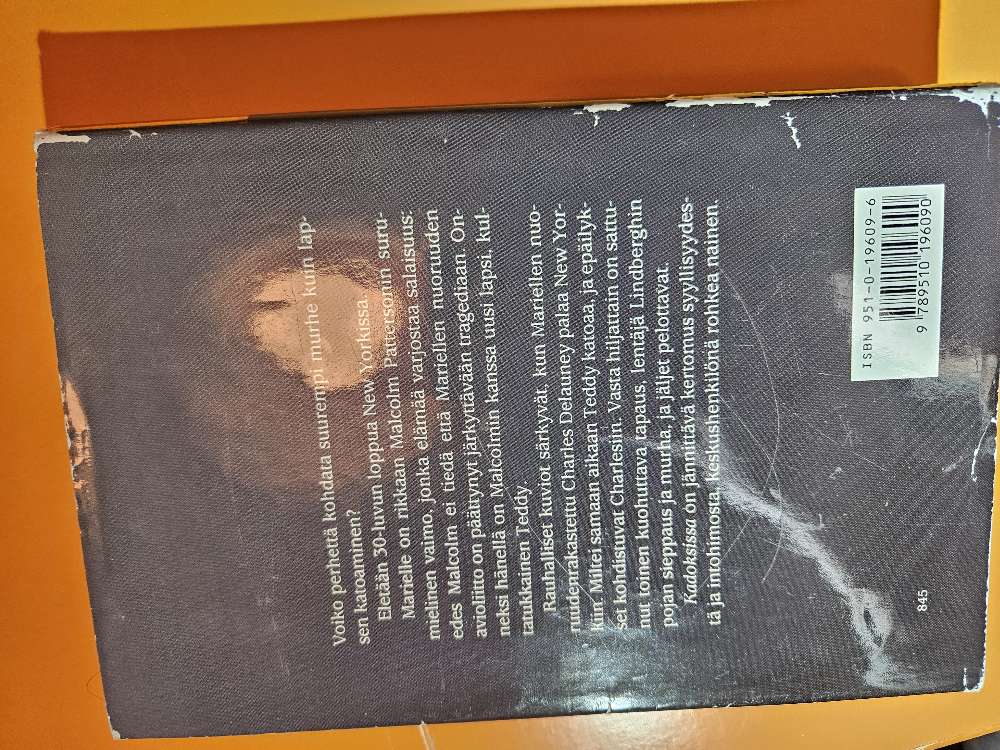 Voiko perhettä kohdata suurempi murhe kuin lap-
sen katoaminen?
Eletään 30-luvun loppua New Yorkissa.
Marielle on rikkaan Malcolm Pattersonin suru-
mielinen vaimo, jonka elämää varjostaa salaisuus:
edes Malcolm ei tiedä että Mariellen nuoruuden
avioliitto on päättynyt järkyttävään tragediaan. On-
neksi hänellä on Malcolmin kanssa uusi lapsi, kul-
tatukkainen Teddy.
Rauhalliset kuviot särkyvät, kun Mariellen nuo-
ruudenrakastettu Charles Delauney palaa New Yor-
kiin. Miltei samaan aikaan Teddy katoaa, ja epäilyk-
set kohdistuvat Charlesiin. Vasta hiljattain on sattu-
nut toinen kuohuttava tapaus, lentäjä Lindberghin
pojan sieppaus ja murha, ja jäljet pelottavat.
Kadoksissa on jännittävä kertomus syyllisyydes-
tä ja intohimosta, keskushenkilönä rohkea nainen.
845
ISBN 951-0-19609-6
9 789510 196090